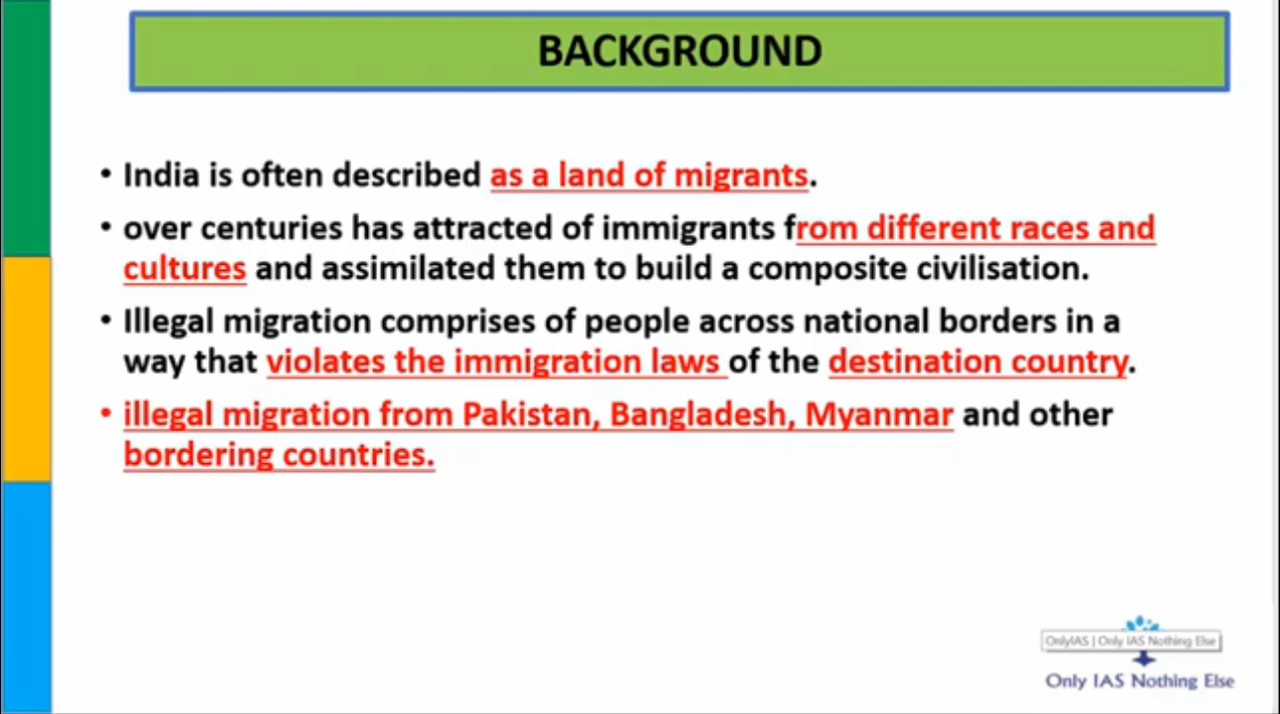 BACKGROUND
• India is often described as a land of migrants.
• over centuries has attracted of immigrants from different races and
cultures and assimilated them to build a composite civilisation.
• Illegal migration comprises of people across national borders in a
way that violates the immigration laws of the destination country.
• illegal migration from Pakistan, Bangladesh, Myanmar and other
bordering countries.
OnlyIAS | Only IAS Nothing Else
Only IAS Nothing Else